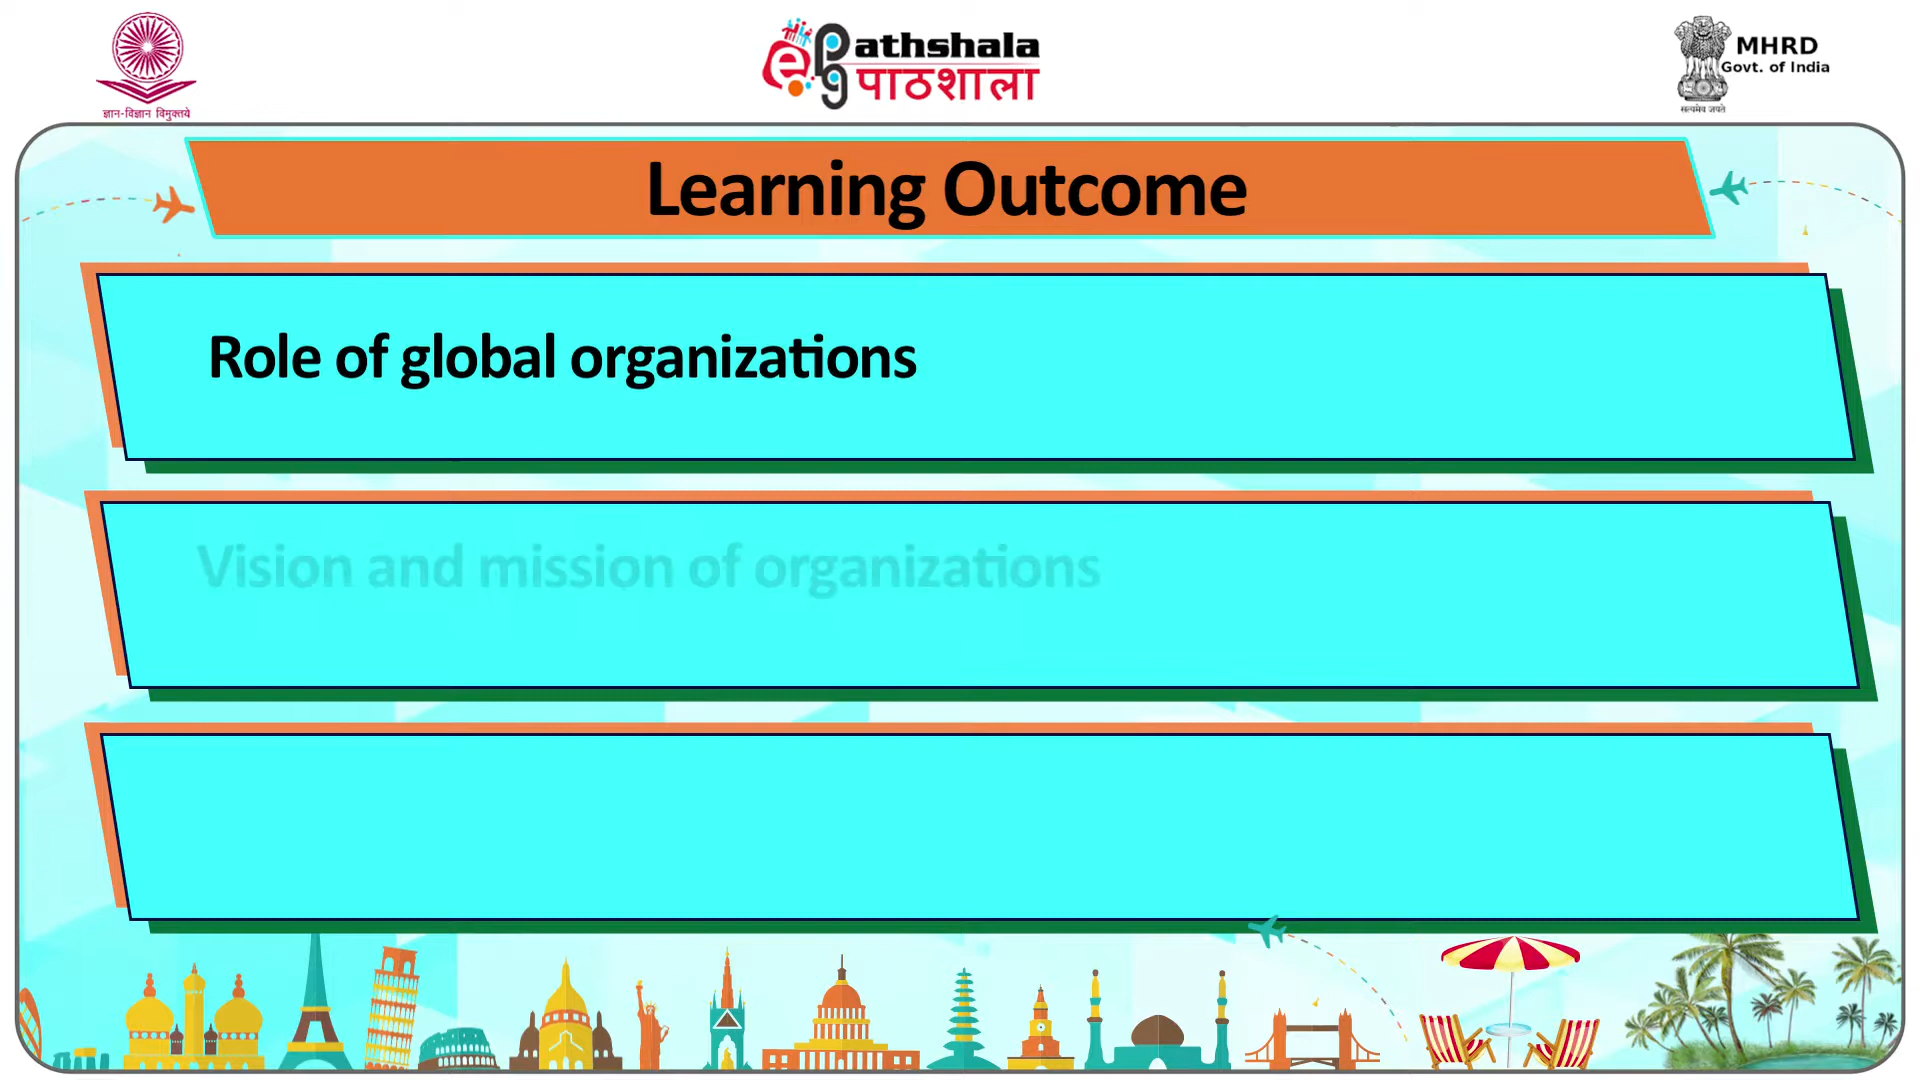 ज्ञान-विज्ञान विमुक्तये
e pg Pathshala
पाठशाला
MHRD
Govt. of India
सत्यमेव जयते
Learning Outcome
Role of global organizations
Vision and mission of organizations